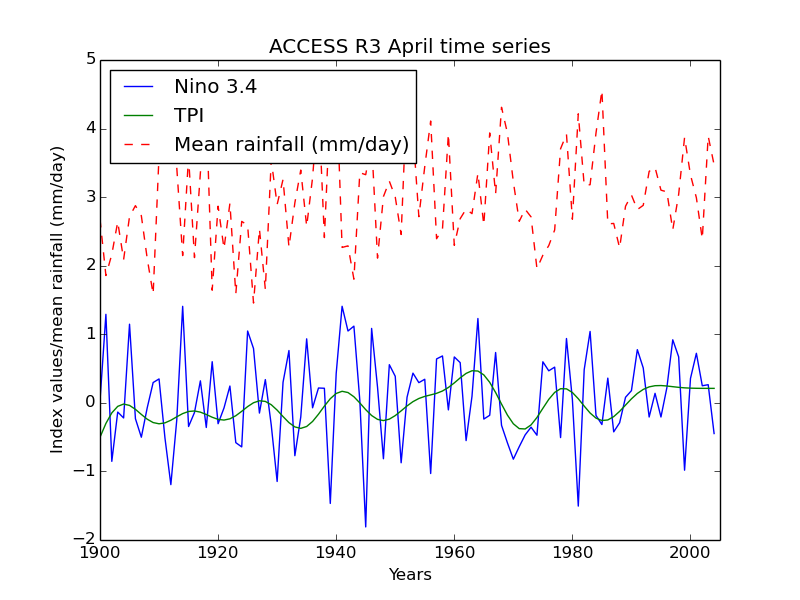 ACCESS R3 April time series
Nino 3.4
TPI
Mean rainfall (mm/day)
Index values/mean rainfall (mm/day)
5
4
3
2
1
0
−1
−2
1900 1920 1940 1960 1980 2000
Years